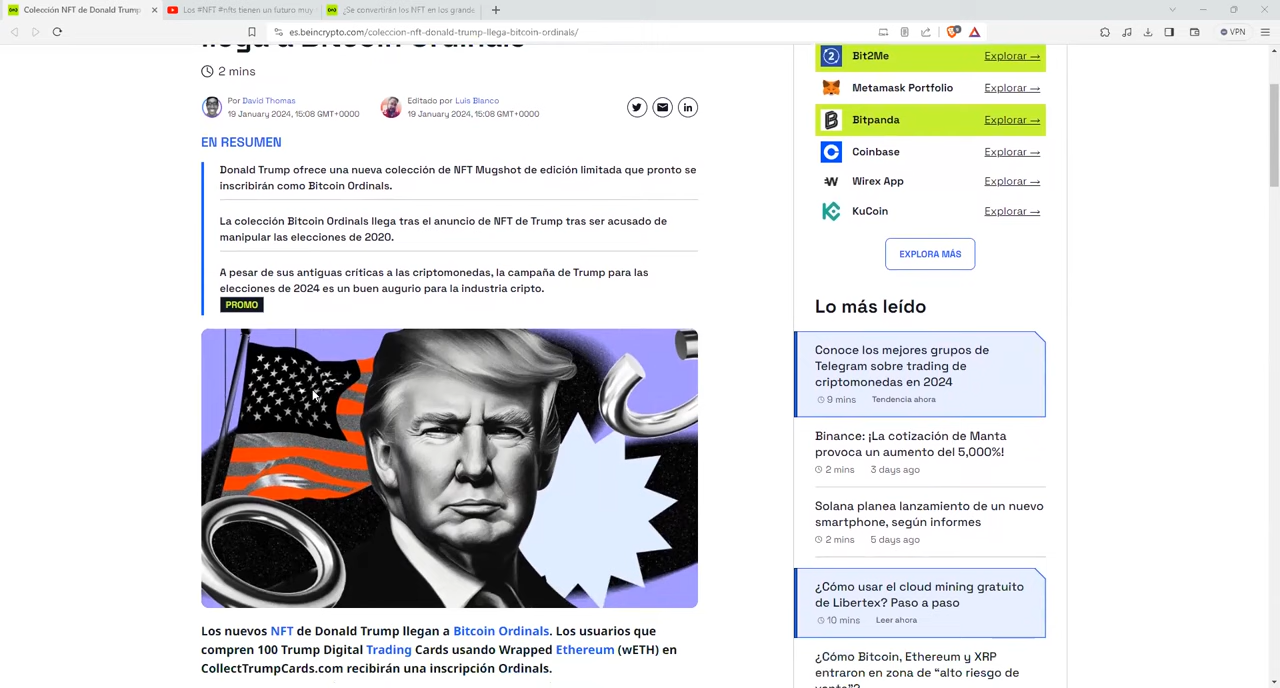 Colección NFT de Donald Trump
Los #NFT #nfts tienen un futuro muy
¿Se convertirán los NFT en los grande
es.beincrypto.com/coleccion-nft-donald-trump-llega-bitcoin-ordinals/
VPN
llega a Bitcoin Ordinals
2 mins
Por David Thomas
19 January 2024, 15:08 GMT+0000
Editado por Luis Blanco
19 January 2024, 15:08 GMT+0000
EN RESUMEN
Donald Trump ofrece una nueva colección de NFT Mugshot de edición limitada que pronto se
inscribirán como Bitcoin Ordinals.
La colección Bitcoin Ordinals llega tras el anuncio de NFT de Trump tras ser acusado de
manipular las elecciones de 2020.
A pesar de sus antiguas críticas a las criptomonedas, la campaña de Trump para las
elecciones de 2024 es un buen augurio para la industria cripto.
PROMO
Los nuevos NFT de Donald Trump llegan a Bitcoin Ordinals. Los usuarios que
compren 100 Trump Digital Trading Cards usando Wrapped Ethereum (wETH) en
CollectTrumpCards.com recibirán una inscripción Ordinals.
Bit2Me Explorar →
Metamask Portfolio Explorar →
Bitpanda Explorar →
Coinbase Explorar →
Wirex App Explorar →
KuCoin Explorar →
EXPLORA MÁS
Lo más leído
Conoce los mejores grupos de
Telegram sobre trading de
criptomonedas en 2024
9 mins Tendencia ahora
Binance: ¡La cotización de Manta
provoca un aumento del 5,000%!
2 mins 3 days ago
Solana planea lanzamiento de un nuevo
smartphone, según informes
2 mins 5 days ago
¿Cómo usar el cloud mining gratuito
de Libertex? Paso a paso
10 mins Leer ahora
¿Cómo Bitcoin, Ethereum y XRP
entraron en zona de “alto riesgo de
venta”?